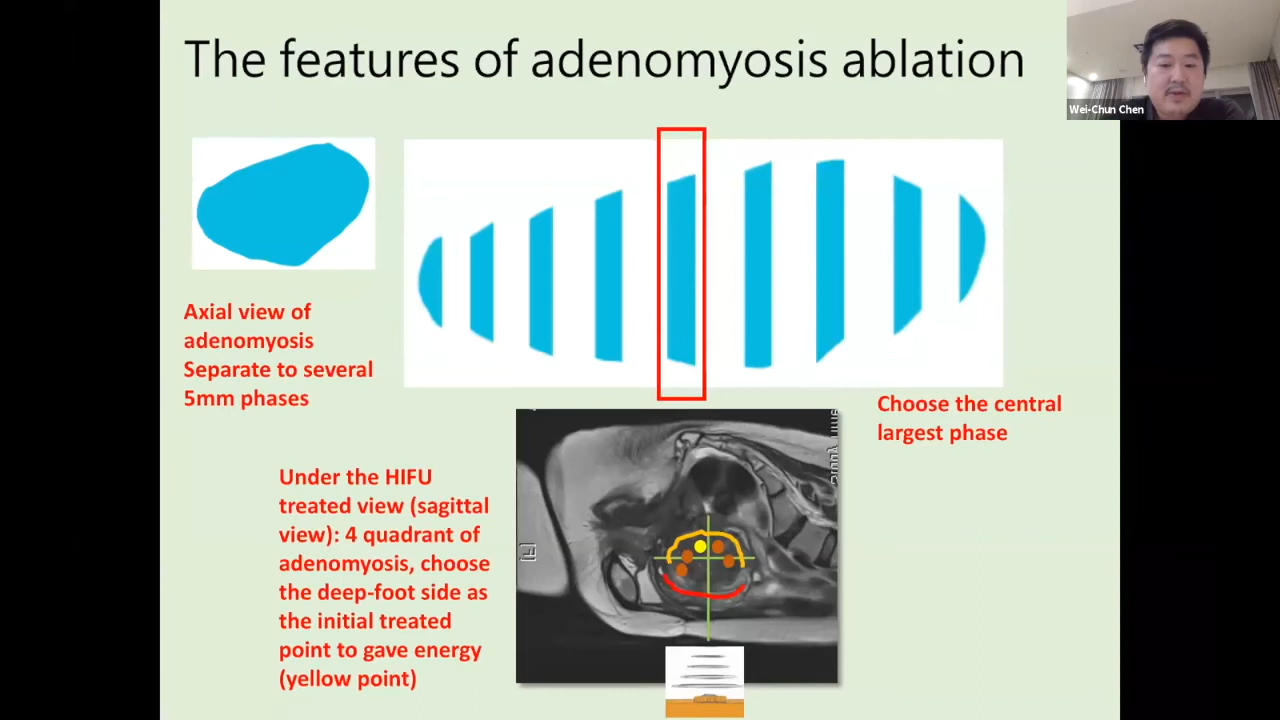 The features of adenomyosis ablation
Wei-Chun Chen
Axial view of
adenomyosis
Separate to several
5mm phases
Choose the central
largest phase
Under the HIFU
treated view (sagittal
view): 4 quadrant of
adenomyosis, choose
the deep-foot side as
the initial treated
point to gave energy
(yellow point)